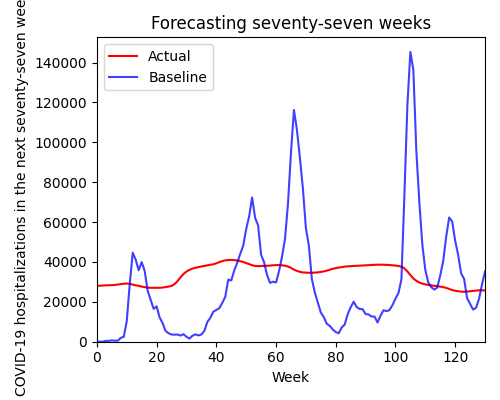 Forecasting seventy-seven weeks
COVID-19 hospitalizations in the next seventy-seven
Actual
Baseline
140000
120000
100000
80000
60000
40000
20000
0
0 20 40 60 80 100 120
Week